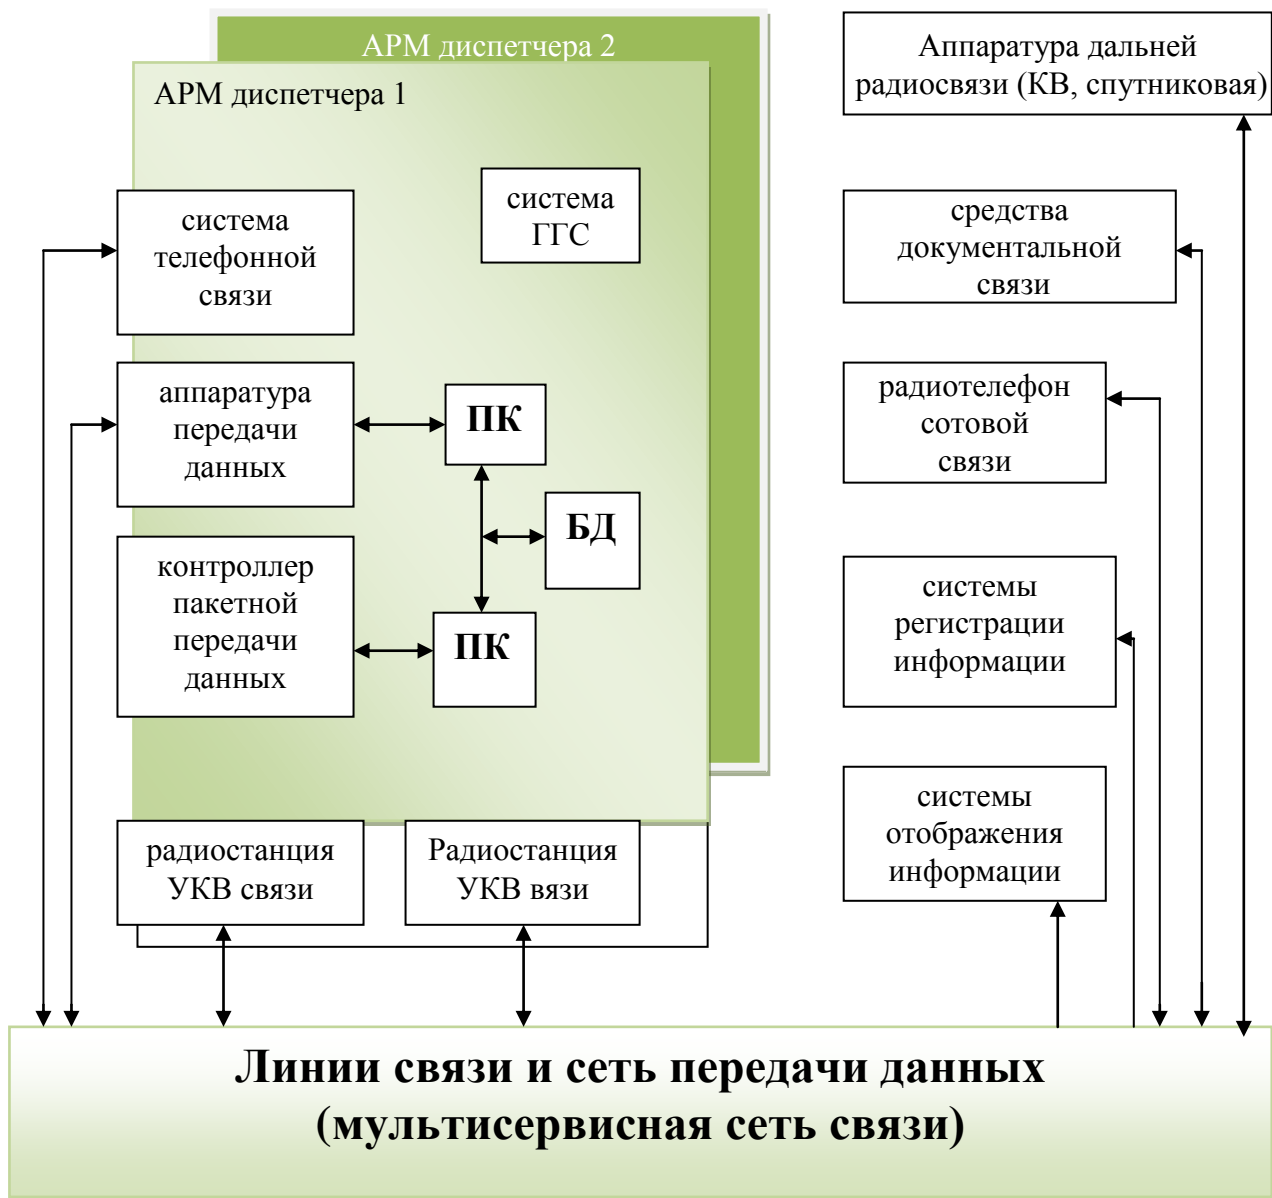 АРМ диспетчера 2
АРМ диспетчера 1
система
ГГС
система
телефонной
связи
аппаратура
передачи
данных
ПК
БД
контроллер
пакетной
передачи
данных
ПК
радиостанция
УКВ связи
Радиостанция
УКВ вязи
Аппаратура дальней
радиосвязи (КВ, спутниковая)
средства
документальной
связи
радиотелефон
сотовой
связи
системы
регистрации
информации
системы
отображения
информации
Линии связи и сеть передачи данных
(мультисервисная сеть связи)